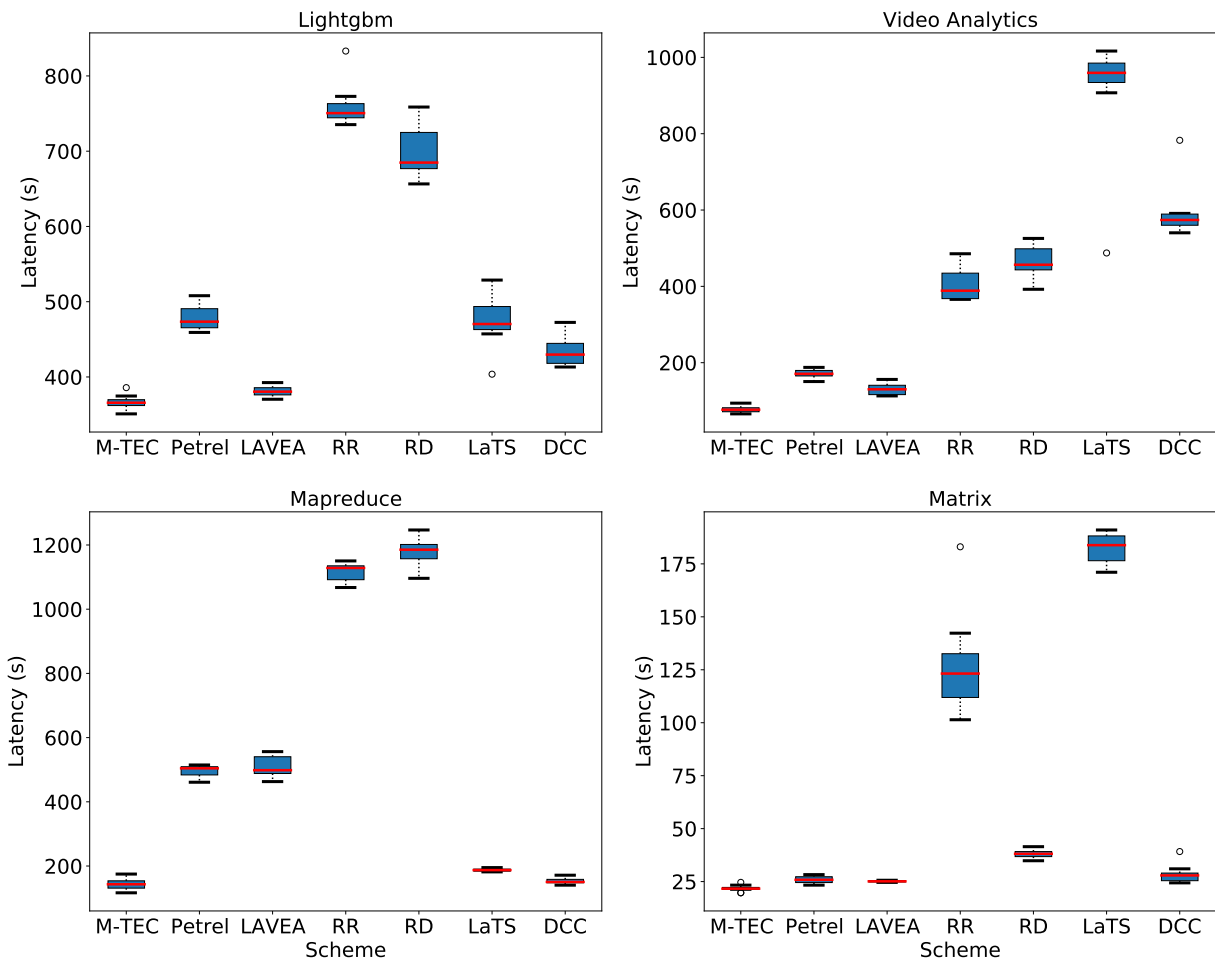 Lightgbm
800
700
600
500
400
Latency (s)
M-TEC Petrel LAVEA RR RD LaTS DCC
Video Analytics
1000
800
600
400
200
Latency (s)
M-TEC Petrel LAVEA RR RD LaTS DCC
Mapreduce
1200
1000
800
600
400
200
Latency (s)
M-TEC Petrel LAVEA RR RD LaTS DCC
Scheme
Matrix
175
150
125
100
75
50
25
Latency (s)
M-TEC Petrel LAVEA RR RD LaTS DCC
Scheme